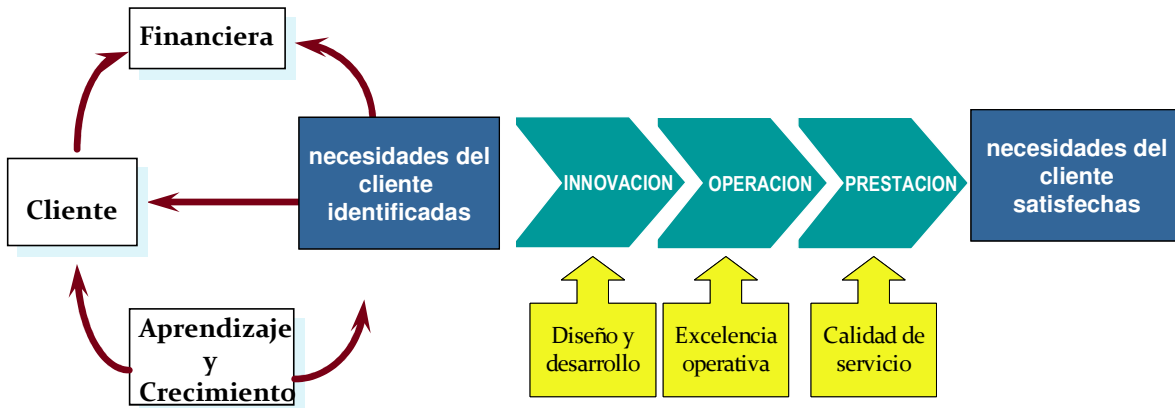 Financiera
Cliente
Aprendizaje
y
Crecimiento
necesidades del
cliente
identificadas
INNOVACION
OPERACION
PRESTACION
necesidades del
cliente
satisfechas
Diseño y
desarrollo
Excelencia
operativa
Calidad de
servicio